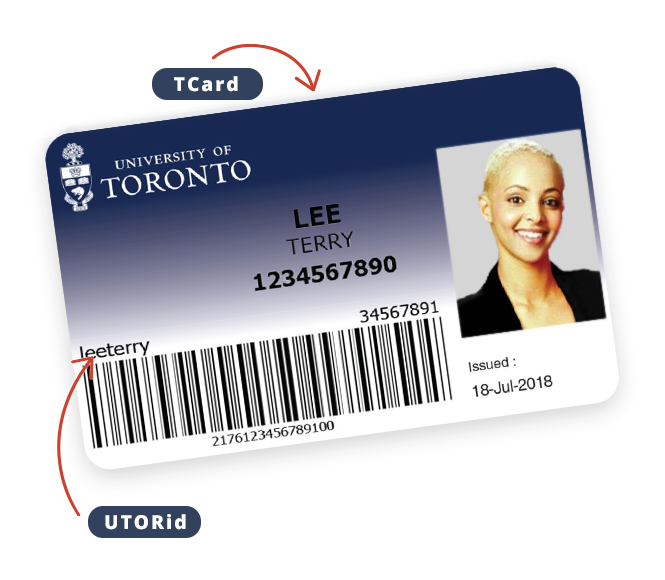 TCard
UNIVERSITY OF
TORONTO
LEE
TERRY
1234567890
34567891
leeterry
2176123456789100
Issued :
18-Jul-2018
UTORid